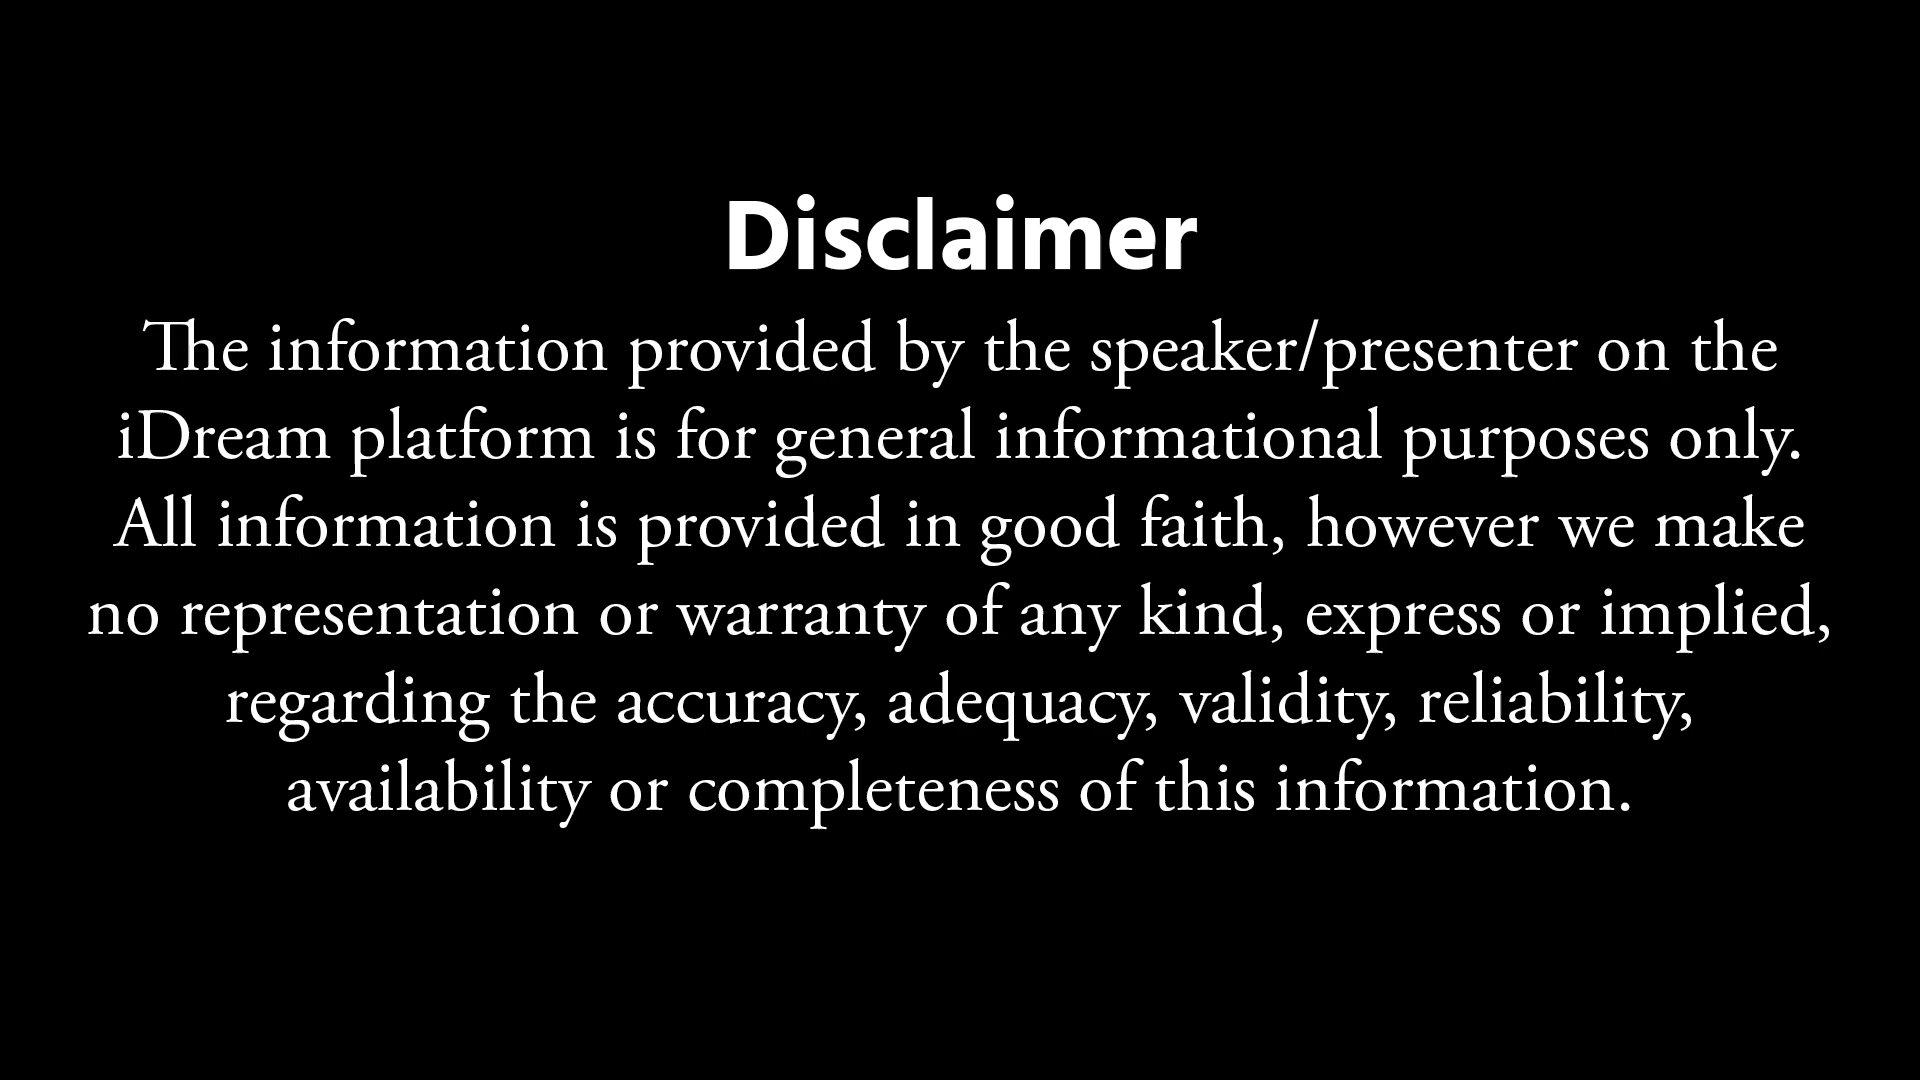 Disclaimer
The information provided by the speaker/presenter on the
iDream platform is for general informational purposes only.
All information is provided in good faith, however we make
no representation or warranty of any kind, express or implied,
regarding the accuracy, adequacy, validity, reliability,
availability or completeness of this information.